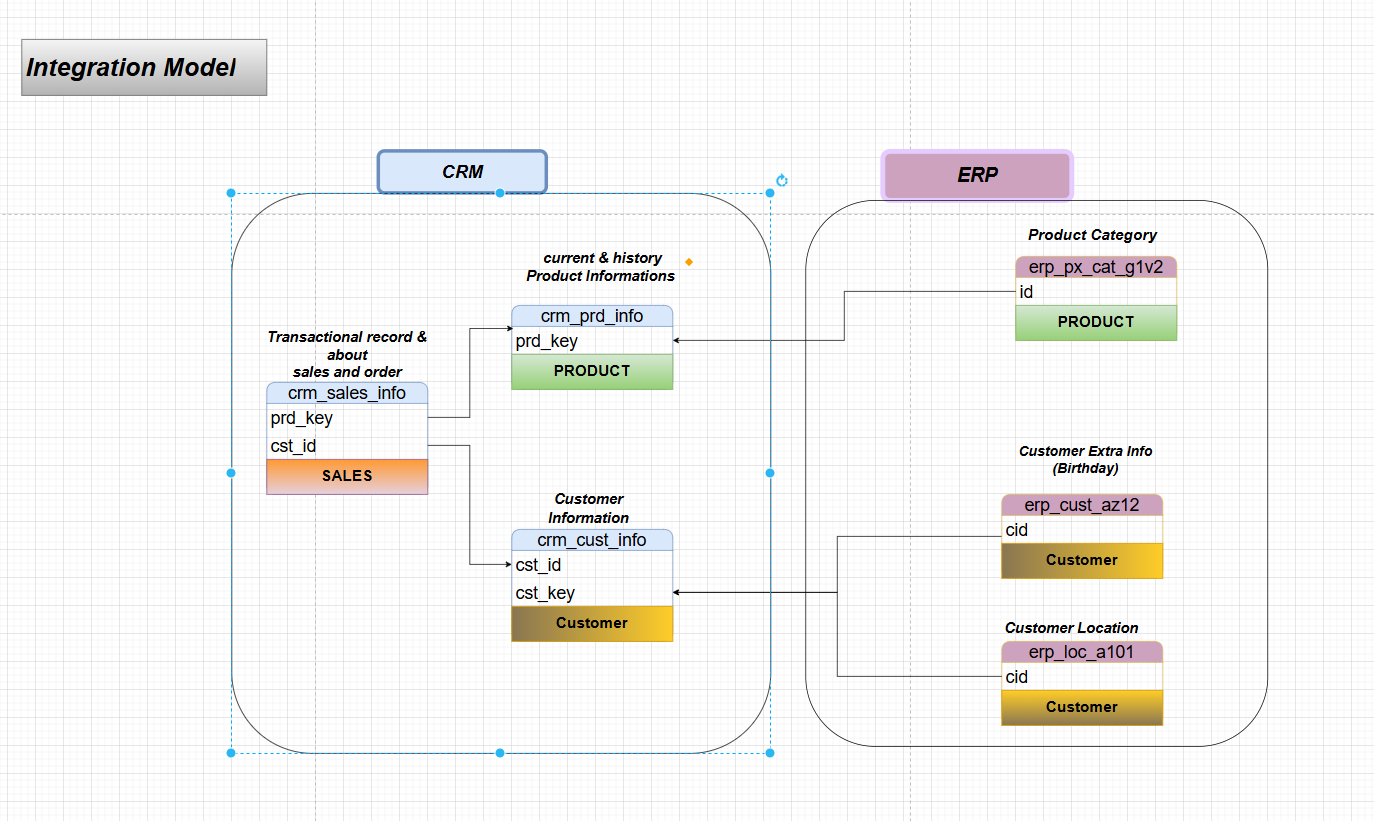 Integration Model
CRM
current & history
Product Informations
crm_prd_info
prd_key
PRODUCT
Transactional record &
about
sales and order
crm_sales_info
prd_key
cst_id
SALES
Customer
Information
crm_cust_info
cst_id
cst_key
Customer
ERP
Product Category
erp_px_cat_g1v2
id
PRODUCT
Customer Extra Info
(Birthday)
erp_cust_az12
cid
Customer
Customer Location
erp_loc_a101
cid
Customer